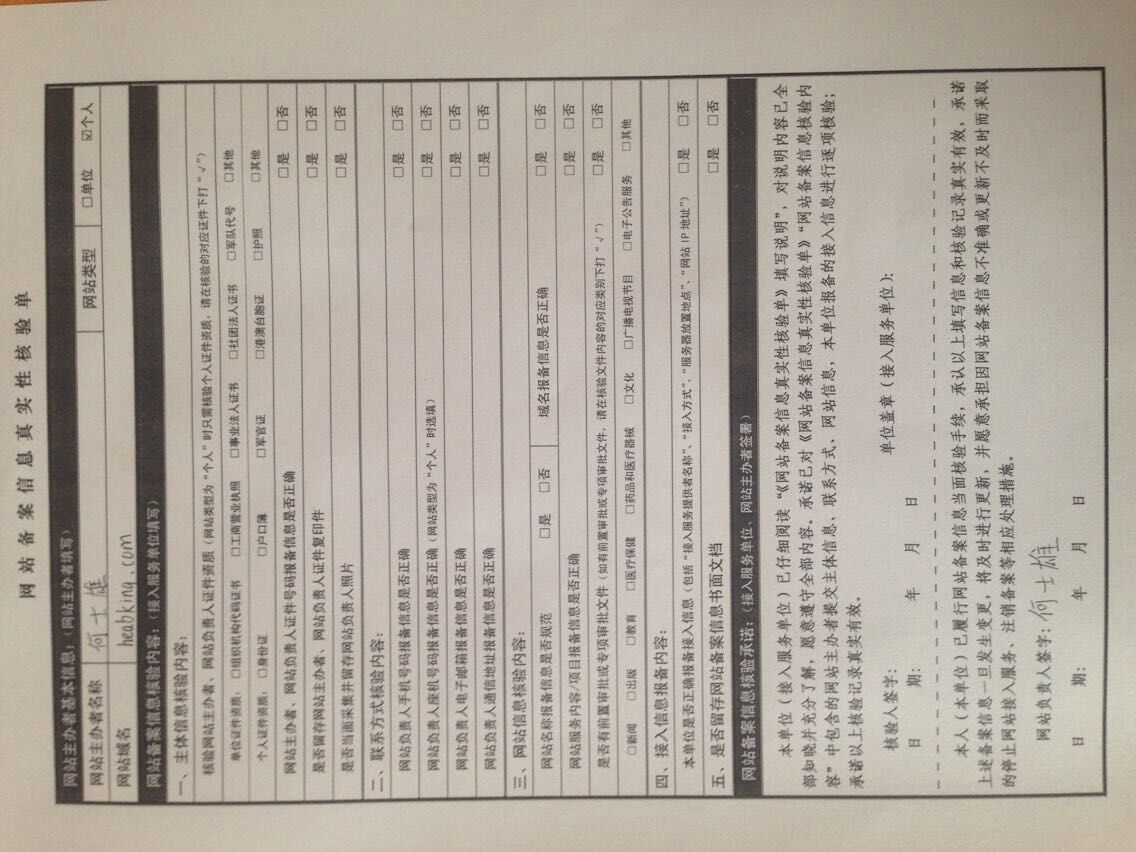 网站备案信息真实性核验单
网站主办者基本信息:(网站主办者填写)
网站主办者名称 何士雄 网站类型 □单位 ☑个人
网站域名 heabking.com
网站备案信息核验内容:(接入服务单位填写)
一、主体信息核验内容:
核验网站主办者、网站负责人证件资质(网站类型为“个人”时只需核验个人证件资质,请在核验的对应证件下打“√”)
单位证件资质: □组织机构代码证书 □工商营业执照 □事业法人证书 □社团法人证书 □军队代号 □其他
个人证件资质: □身份证 □户口簿 □军官证 □港澳台胞证 □护照 □其他
网站主办者、网站负责人证件号码报备信息是否正确 □是 □否
是否留存网站主办者、网站负责人证件复印件 □是 □否
是否当面采集并留存网站负责人照片 □是 □否
二、联系方式核验内容:
网站负责人手机号码报备信息是否正确 □是 □否
网站负责人座机号码报备信息是否正确(网站类型为“个人”时选填) □是 □否
网站负责人电子邮箱报备信息是否正确 □是 □否
网站负责人通信地址报备信息是否正确 □是 □否
三、网站信息核验内容:
网站名称报备信息是否规范 □是 □否 域名报备信息是否正确 □是 □否
网站服务内容/项目报备信息是否正确 □是 □否
是否有前置审批或专项审批文件(如有前置审批或专项审批文件,请在核验文件内容的对应类别下打“√”) □是 □否
□新闻 □出版 □教育 □医疗保健 □药品和医疗器械 □文化 □广播电视节目 □电子公告服务 □其他
四、接入信息报备内容:
本单位是否正确报备接入信息(包括“接入服务提供者名称”、“接入方式”、“服务器放置地点”、“网站IP地址”) □是 □否
五、是否留存网站备案信息书面文档 □是 □否
网站备案信息核验承诺:(接入服务单位、网站主办者签署)
本单位(接入服务单位)已仔细阅读“《网站备案信息真实性核验单》填写说明”,对说明内容已全
部知晓并充分了解,愿意遵守全部内容。承诺已对《网站备案信息真实性核验单》“网站备案信息核验内
容”中包含的网站主办者提交主体信息、联系方式、网站信息,本单位报备的接入信息进行逐项核验;
承诺以上核验记录真实有效。
核验人签字: 单位盖章(接入服务单位):
日 期: 年 月 日
本人(本单位)已履行网站备案信息当面核验手续,承认以上填写信息和核验记录真实有效,承诺
上述备案信息一旦发生变更,将及时进行更新,并愿意承担因网站备案信息不准确或更新不及时而采取
的停止网站接入服务、注销备案等相应处理措施。
网站负责人签字:何士雄
日 期: 年 月 日